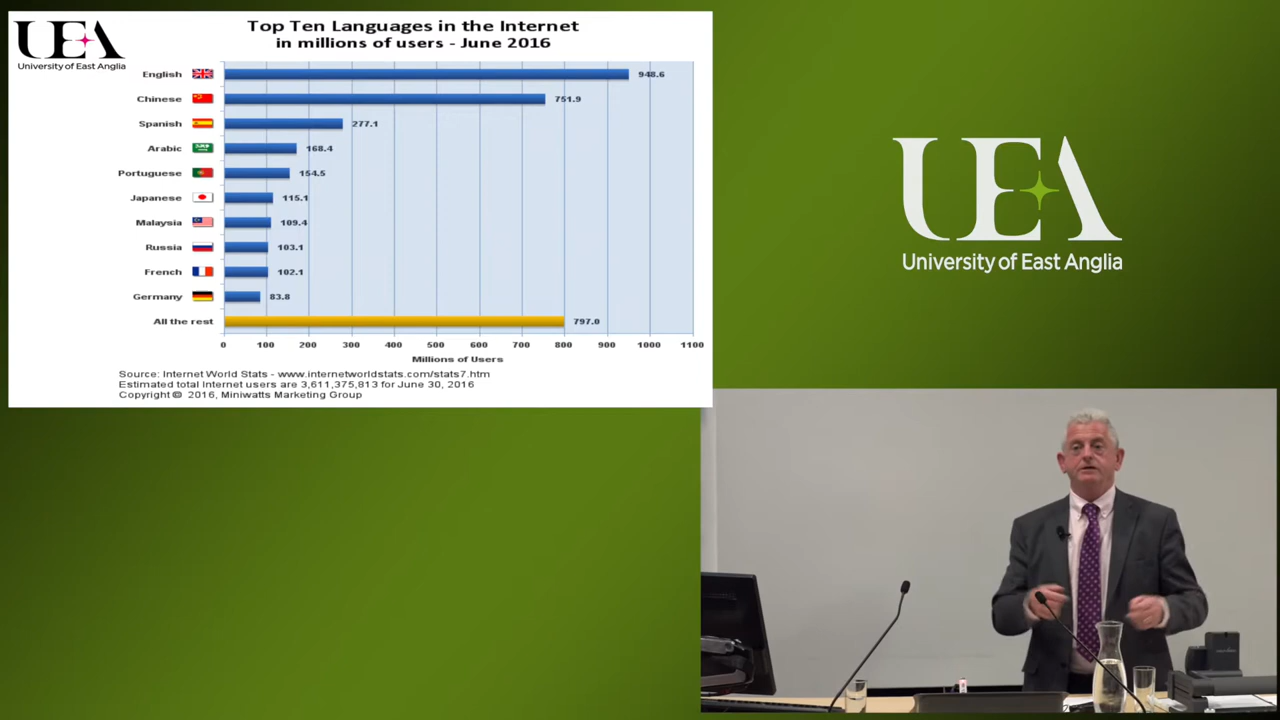 UEA
University of East Anglia
Top Ten Languages in the Internet
in millions of users - June 2016
English 948.6
Chinese 751.9
Spanish 277.1
Arabic 168.4
Portuguese 154.5
Japanese 115.1
Malaysia 109.4
Russia 103.1
French 102.1
Germany 83.8
All the rest 797.0
0 100 200 300 400 500 600 700 800 900 1000 1100
Millions of Users
Source: Internet World Stats - www.internetworldstats.com/stats7.htm
Estimated total Internet users are 3,611,375,813 for June 30, 2016
Copyright © 2016, Miniwatts Marketing Group
UEA
University of East Anglia